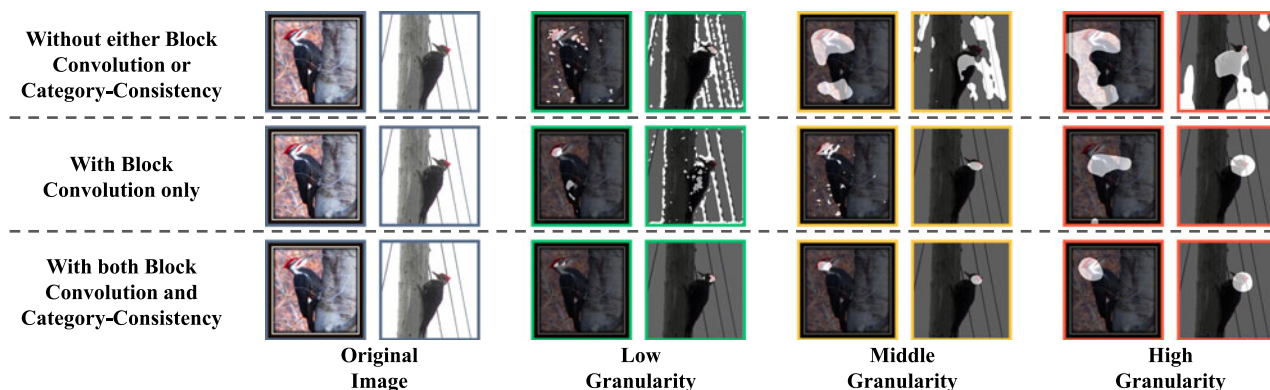 Without either Block
Convolution or
Category-Consistency
With Block
Convolution only
With both Block
Convolution and
Category-Consistency
Original
Image
Low
Granularity
Middle
Granularity
High
Granularity